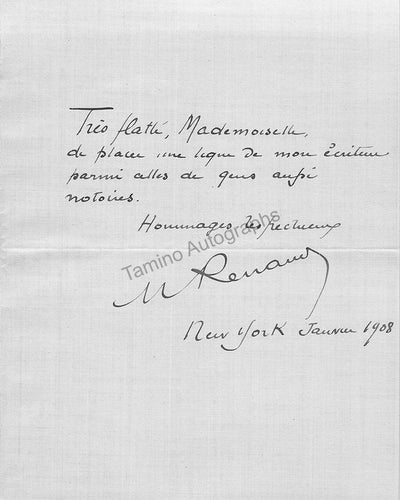 Très flatté, Mademoiselle,
de placer une ligne de mon écriture
parmi celles de gens aussi
notoires.
Hommages respectueux
Tamino Autographs
M Renaud
New York Janvier 1908